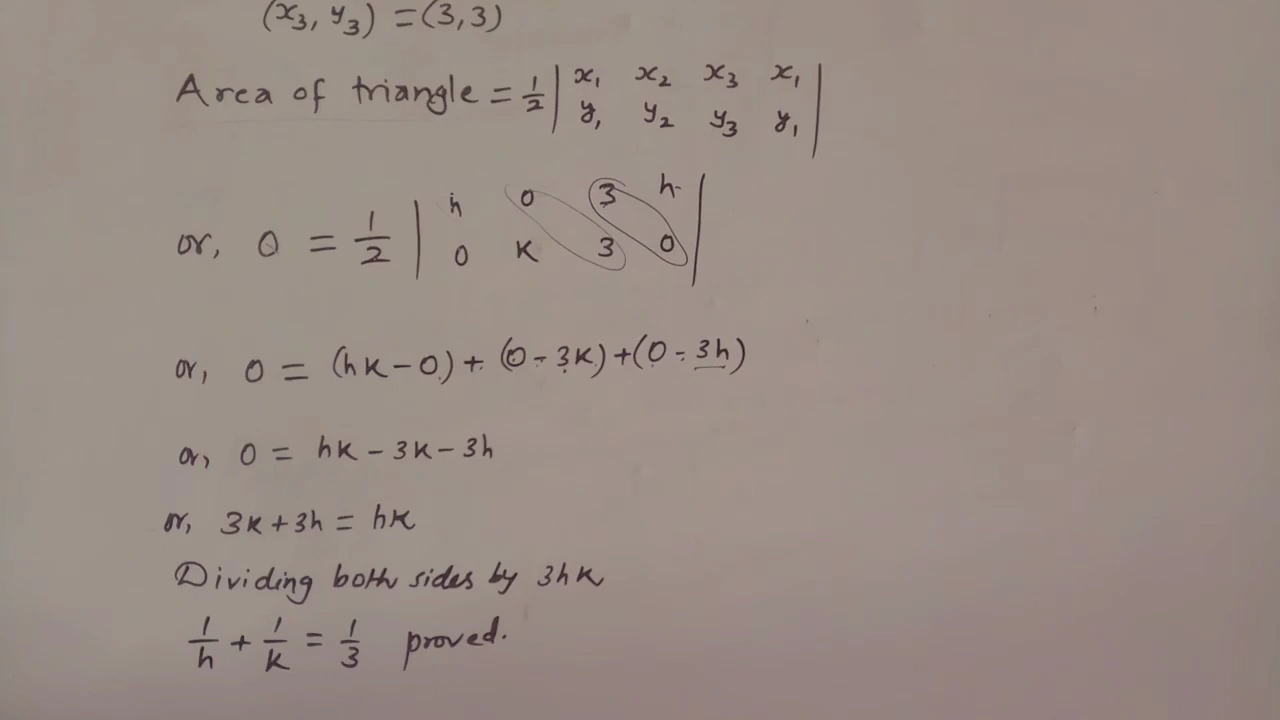 (x₃, y₃) = (3, 3)
Area of triangle = 1/2 | x₁ x₂ x₃ x₁
y₁ y₂ y₃ y₁ |
or, 0 = 1/2 | h 0 3 h
0 k 3 0 |
or, 0 = (hk - 0) + (0 - 3k) + (0 - 3h)
or, 0 = hk - 3k - 3h
or, 3k + 3h = hk
Dividing both sides by 3hk
1/h + 1/k = 1/3 proved.